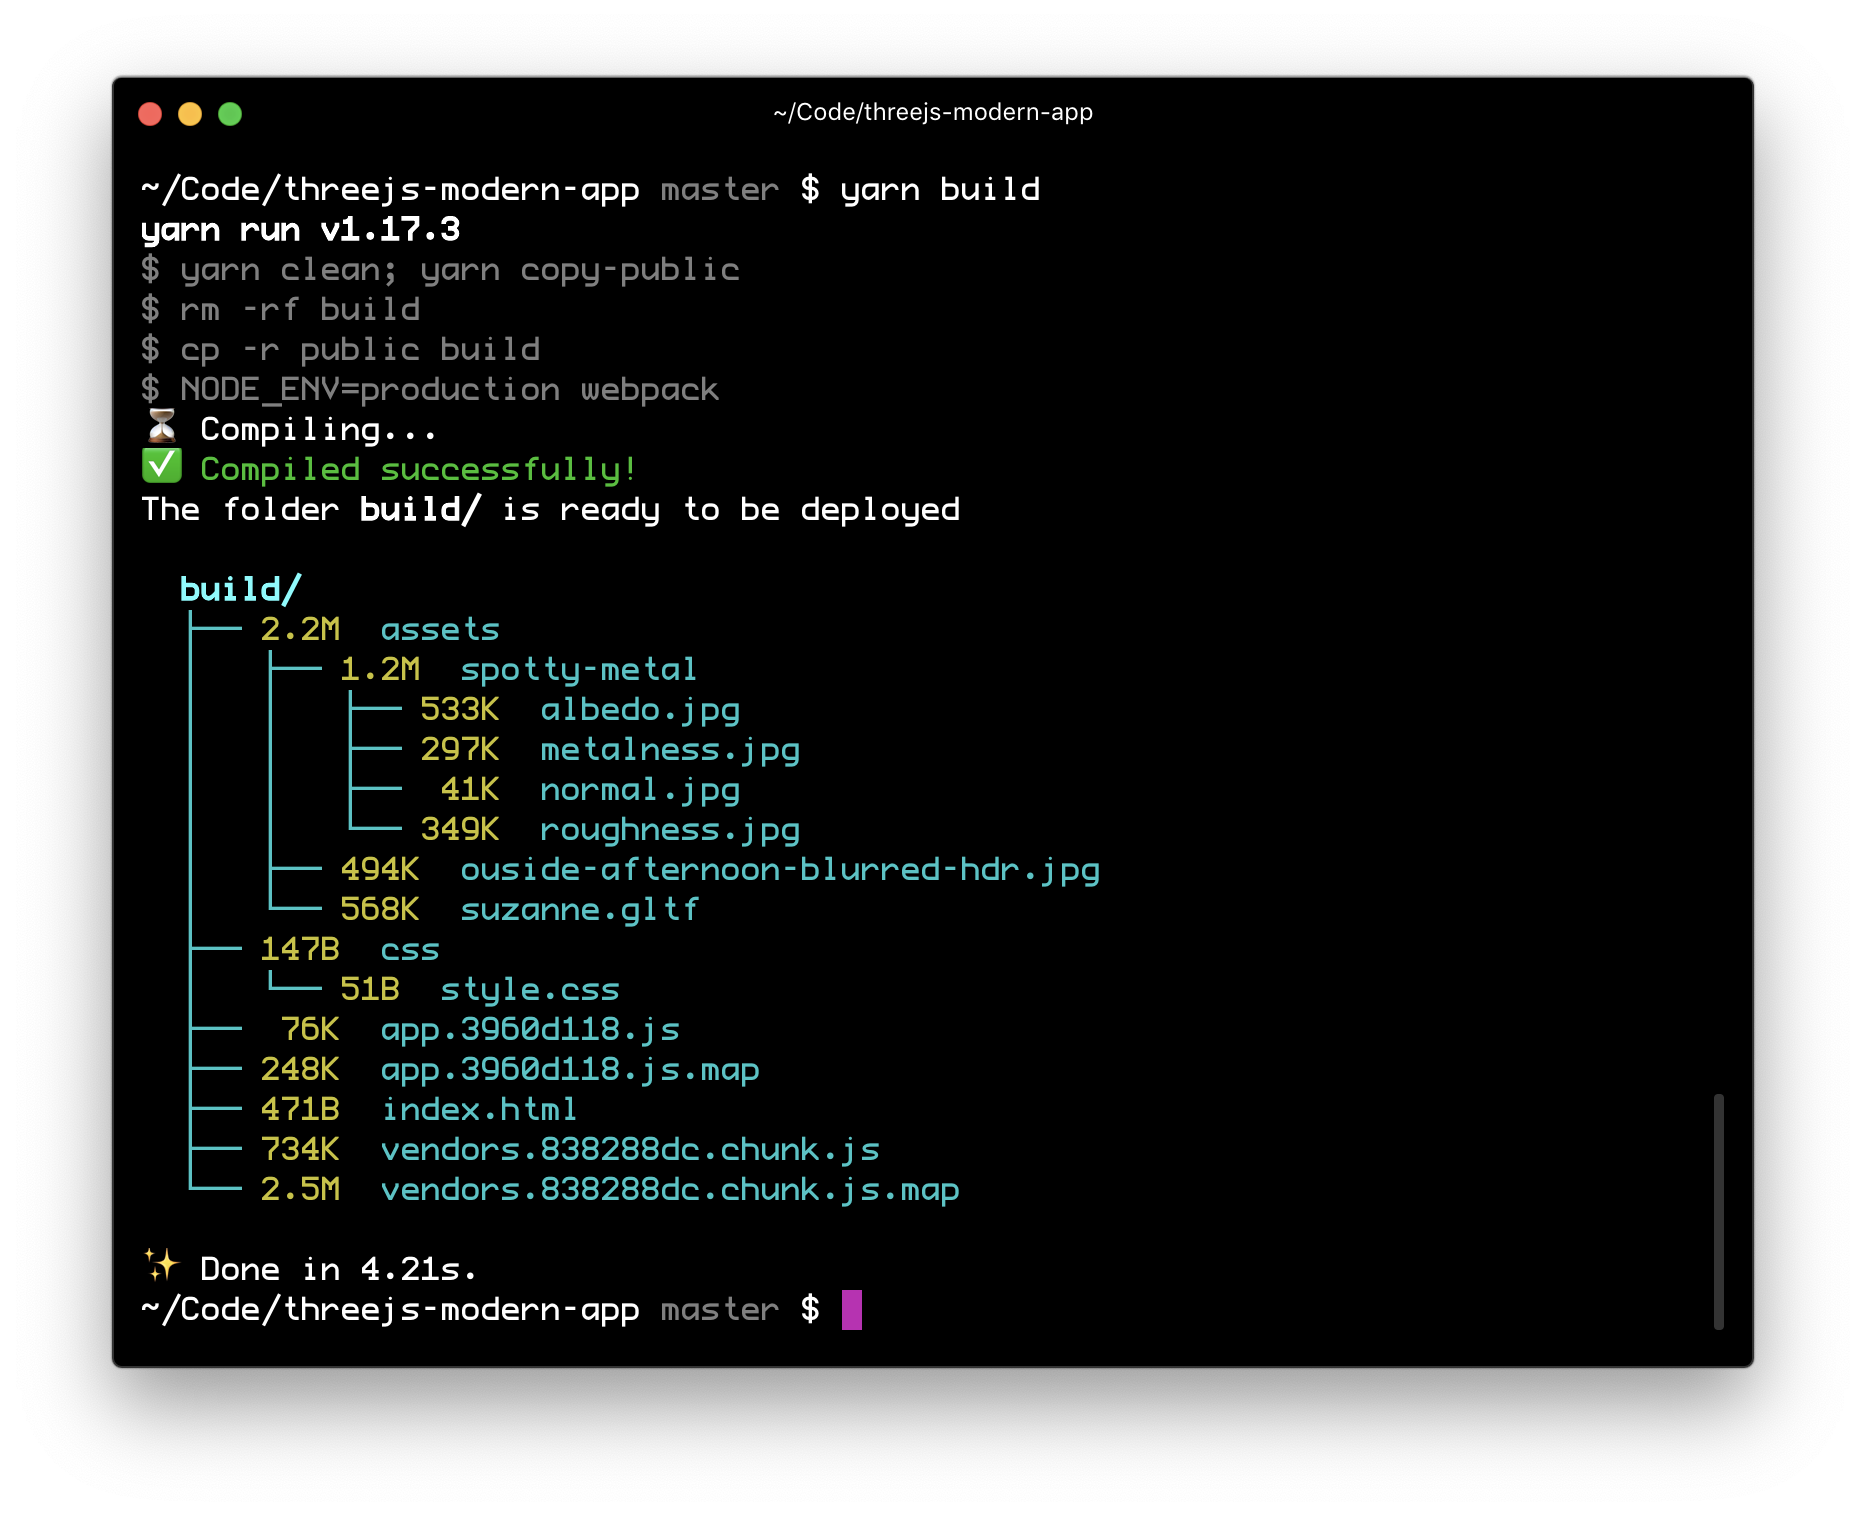 ~/Code/threejs-modern-app
~/Code/threejs-modern-app master $ yarn build
yarn run v1.17.3
$ yarn clean; yarn copy-public
$ rm -rf build
$ cp -r public build
$ NODE_ENV=production webpack
⌛ Compiling...
✅ Compiled successfully!
The folder build/ is ready to be deployed
build/
├── 2.2M  assets
│   ├── 1.2M  spotty-metal
│   │   ├── 533K  albedo.jpg
│   │   ├── 297K  metalness.jpg
│   │   ├──  41K  normal.jpg
│   │   └── 349K  roughness.jpg
│   ├── 494K  ouside-afternoon-blurred-hdr.jpg
│   └── 568K  suzanne.gltf
├── 147B  css
│   └── 51B  style.css
├──  76K  app.3960d118.js
├── 248K  app.3960d118.js.map
├── 471B  index.html
├── 734K  vendors.838288dc.chunk.js
└── 2.5M  vendors.838288dc.chunk.js.map
✨ Done in 4.21s.
~/Code/threejs-modern-app master $